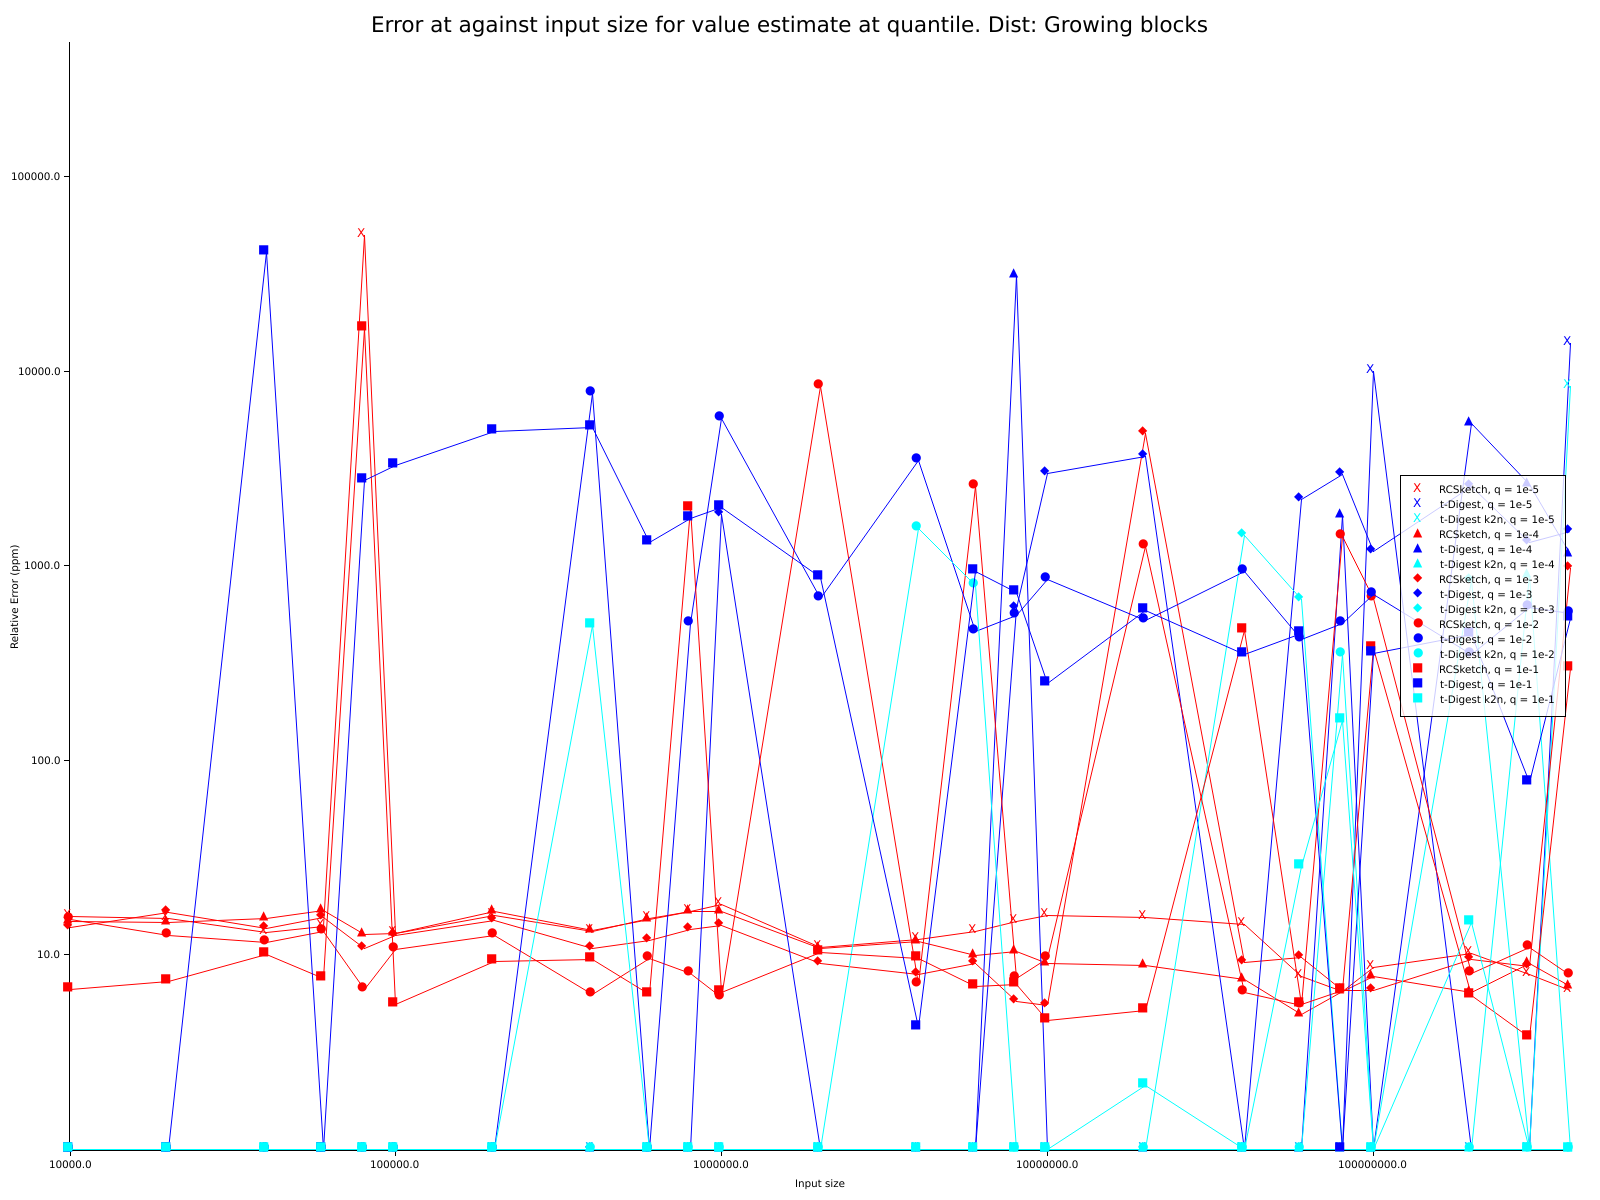 Error at against input size for value estimate at quantile. Dist: Growing blocks
100000.0
10000.0
1000.0
100.0
10.0
Relative Error (ppm)
RCSketch, q = 1e-5
t-Digest, q = 1e-5
t-Digest k2n, q = 1e-5
RCSketch, q = 1e-4
t-Digest, q = 1e-4
t-Digest k2n, q = 1e-4
RCSketch, q = 1e-3
t-Digest, q = 1e-3
t-Digest k2n, q = 1e-3
RCSketch, q = 1e-2
t-Digest, q = 1e-2
t-Digest k2n, q = 1e-2
RCSketch, q = 1e-1
t-Digest, q = 1e-1
t-Digest k2n, q = 1e-1
10000.0
100000.0
1000000.0
10000000.0
100000000.0
Input size